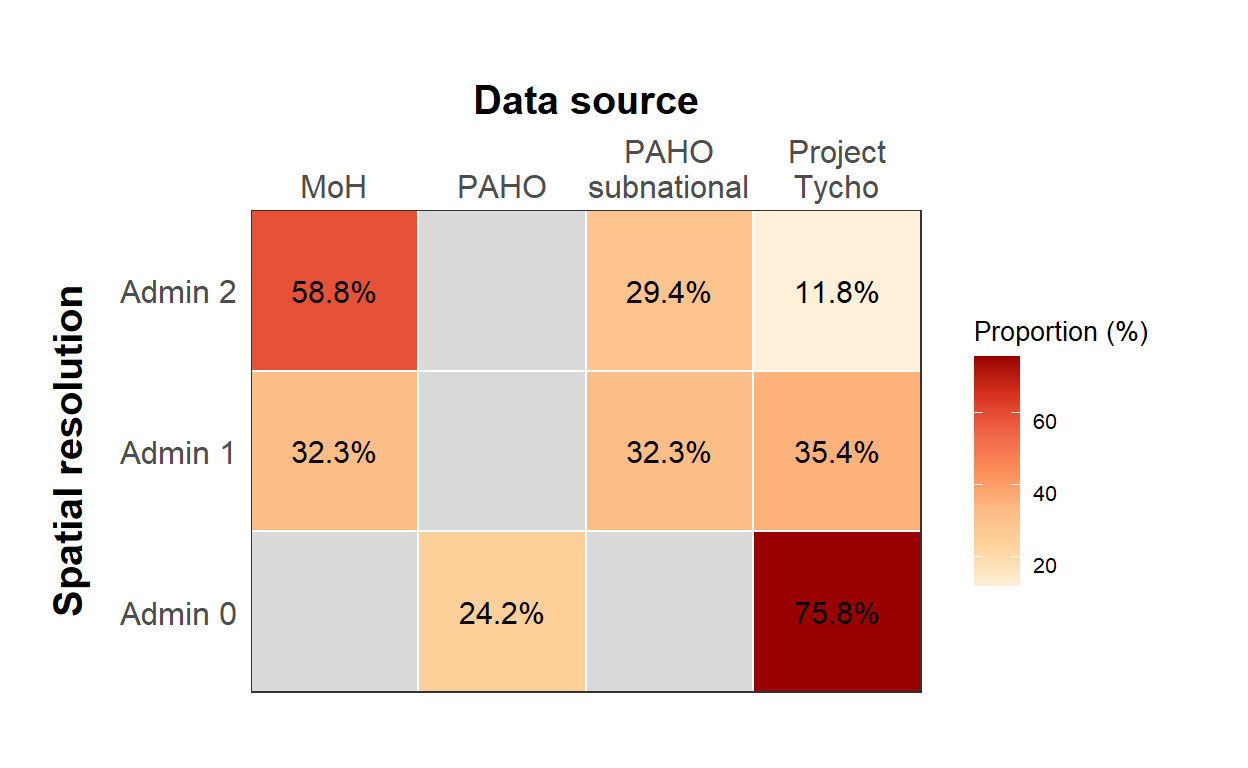 Data source
MoH
PAHO
PAHO
subnational
Project
Tycho
Spatial resolution
Admin 2
58.8%
29.4%
11.8%
Admin 1
32.3%
32.3%
35.4%
Admin 0
24.2%
75.8%
Proportion (%)
60
40
20